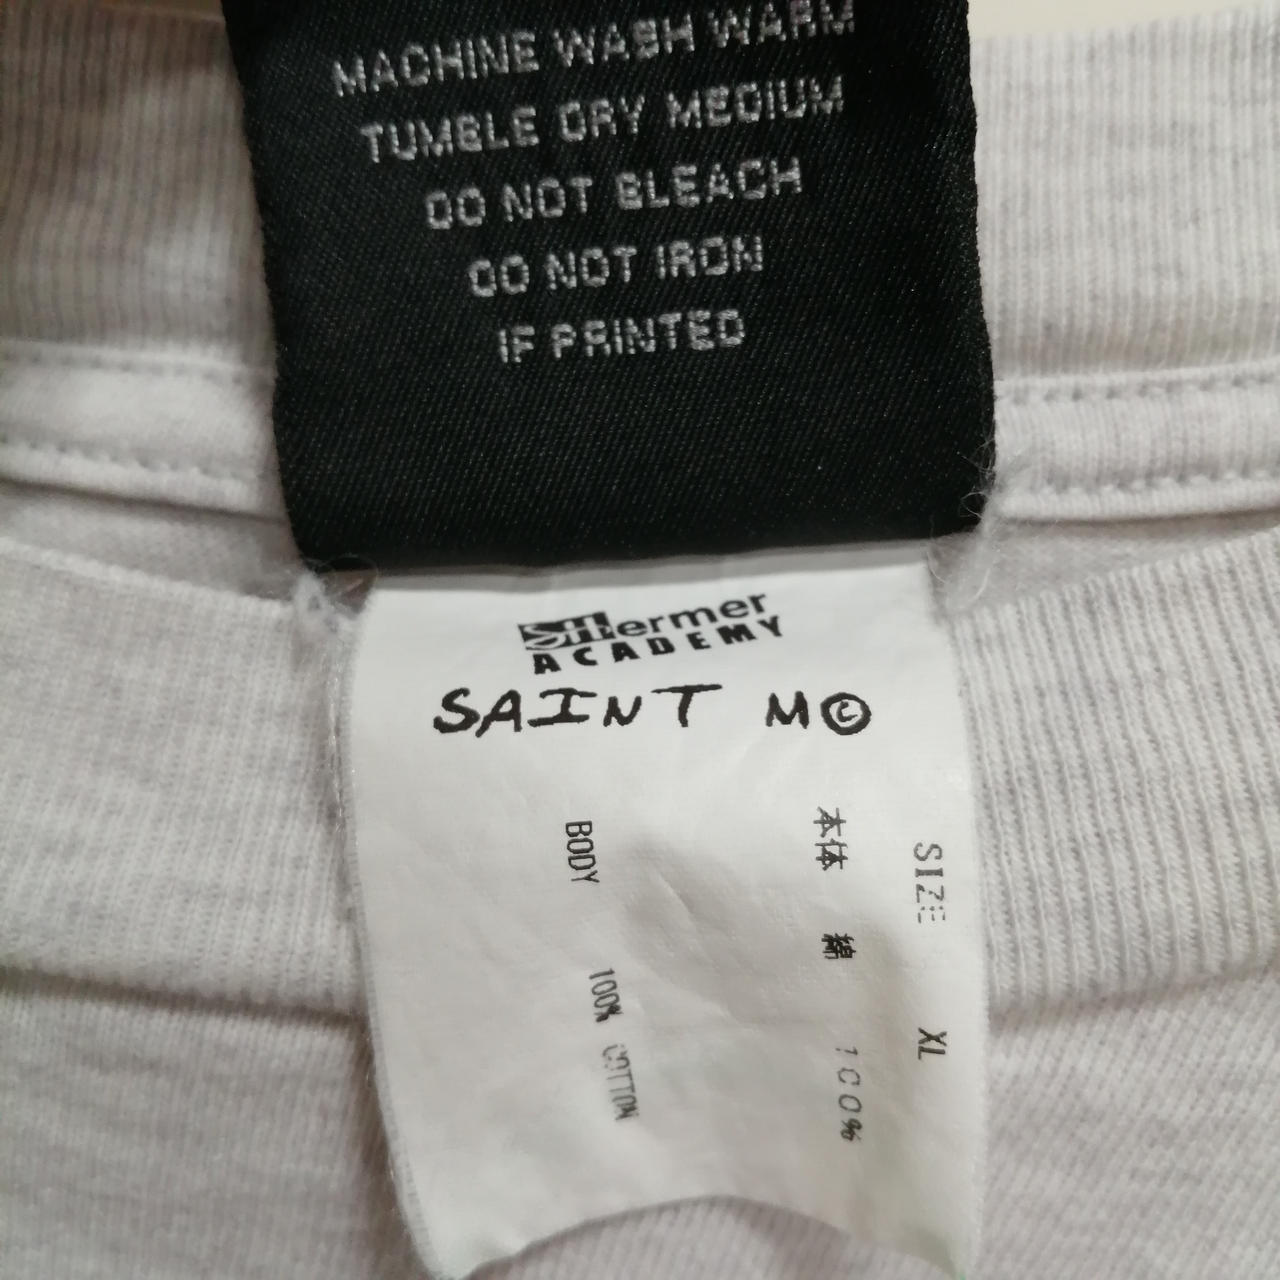 MACHINE WASH WARM
TUMBLE DRY MEDIUM
DO NOT BLEACH
DO NOT IRON
IF PRINTED
SHermer
ACADEMY
SAINT M©
SIZE XL
本体 綿 100%
BODY 100% COTTON